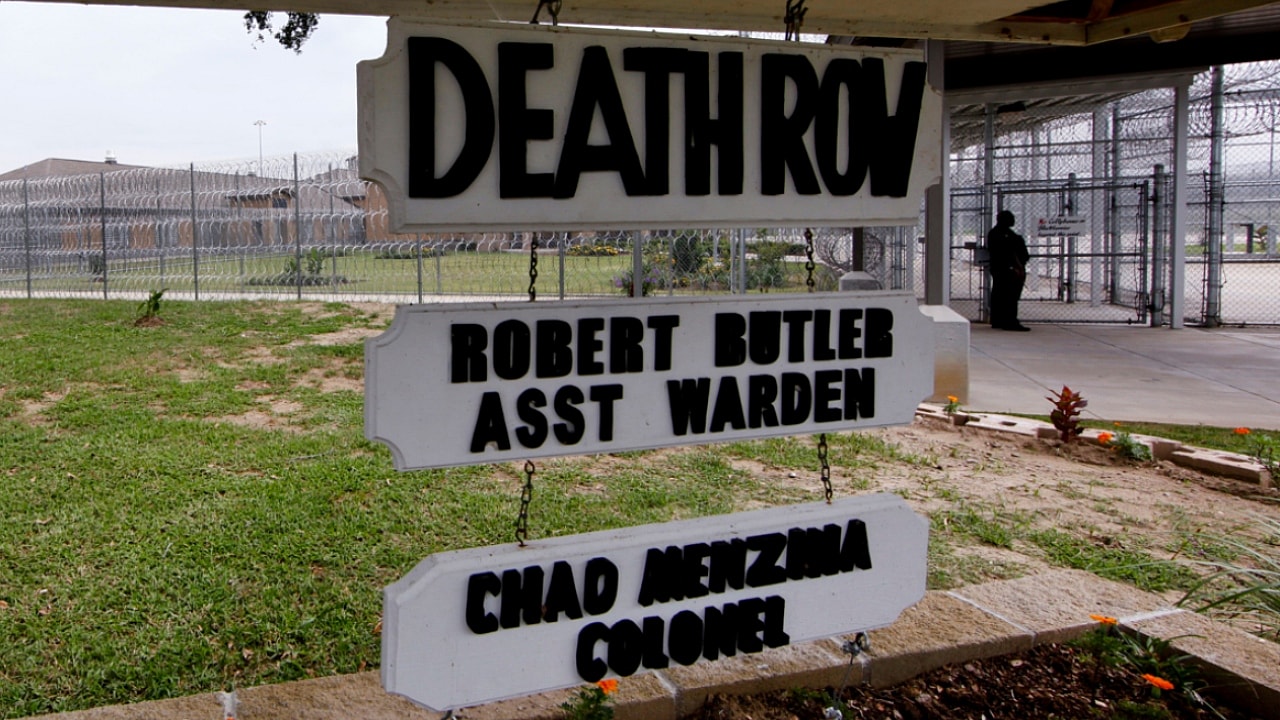 DEATH ROW
ROBERT BUTLER
ASST WARDEN
CHAD MENZINA
COLONEL